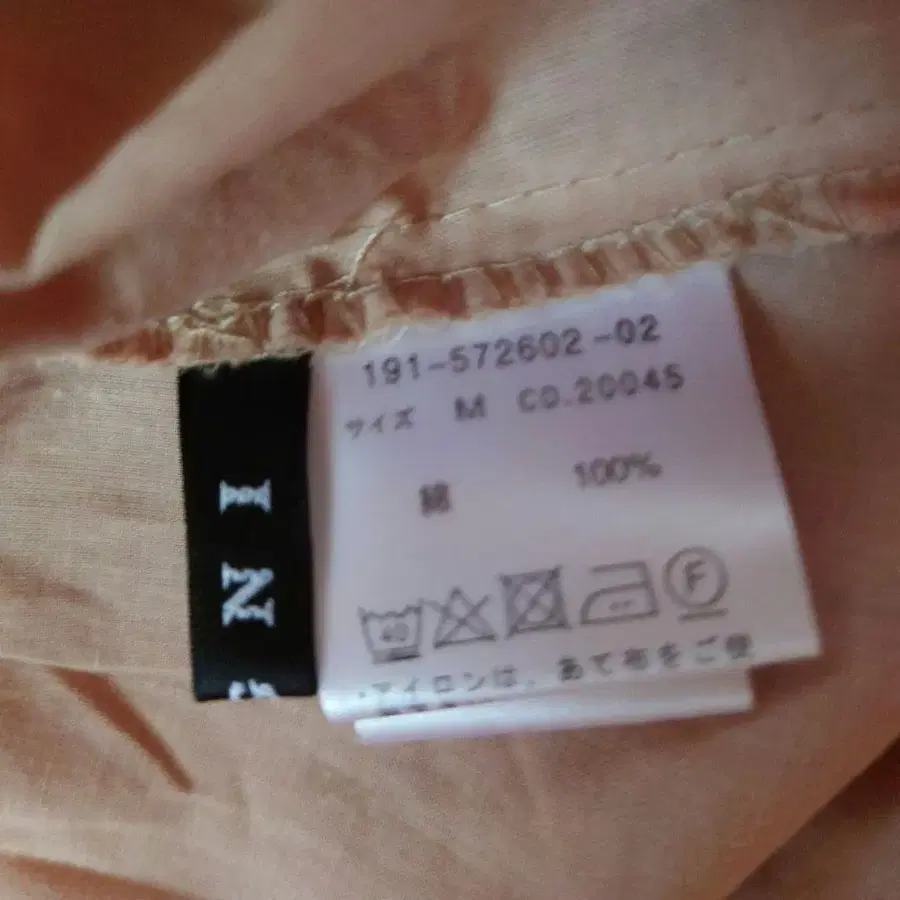 191-572602-02
サイズ M CO.20045
綿 100%
40 F
・アイロンは、あて布をご使
I N